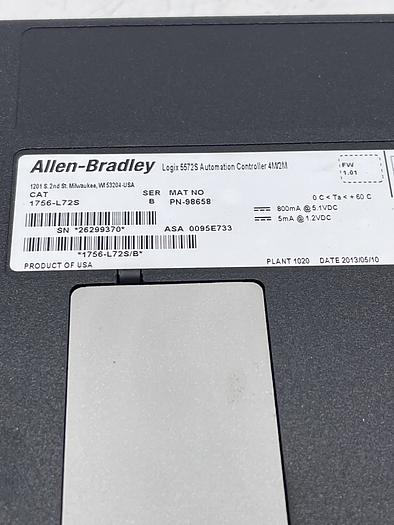 Allen-Bradley Logix 5572S Automation Controller 4M/2M
1201 S. 2nd St. Milwaukee, WI 53204-USA
FW
1.01
CAT SER MAT NO
1756-L72S B PN-98658
0 C < Ta < + 60 C
800mA @ 5.1VDC
5mA @ 1.2VDC
SN *26299370* ASA 0095E733
*1756-L72S/B*
PRODUCT OF USA PLANT 1020 DATE 2013/05/10